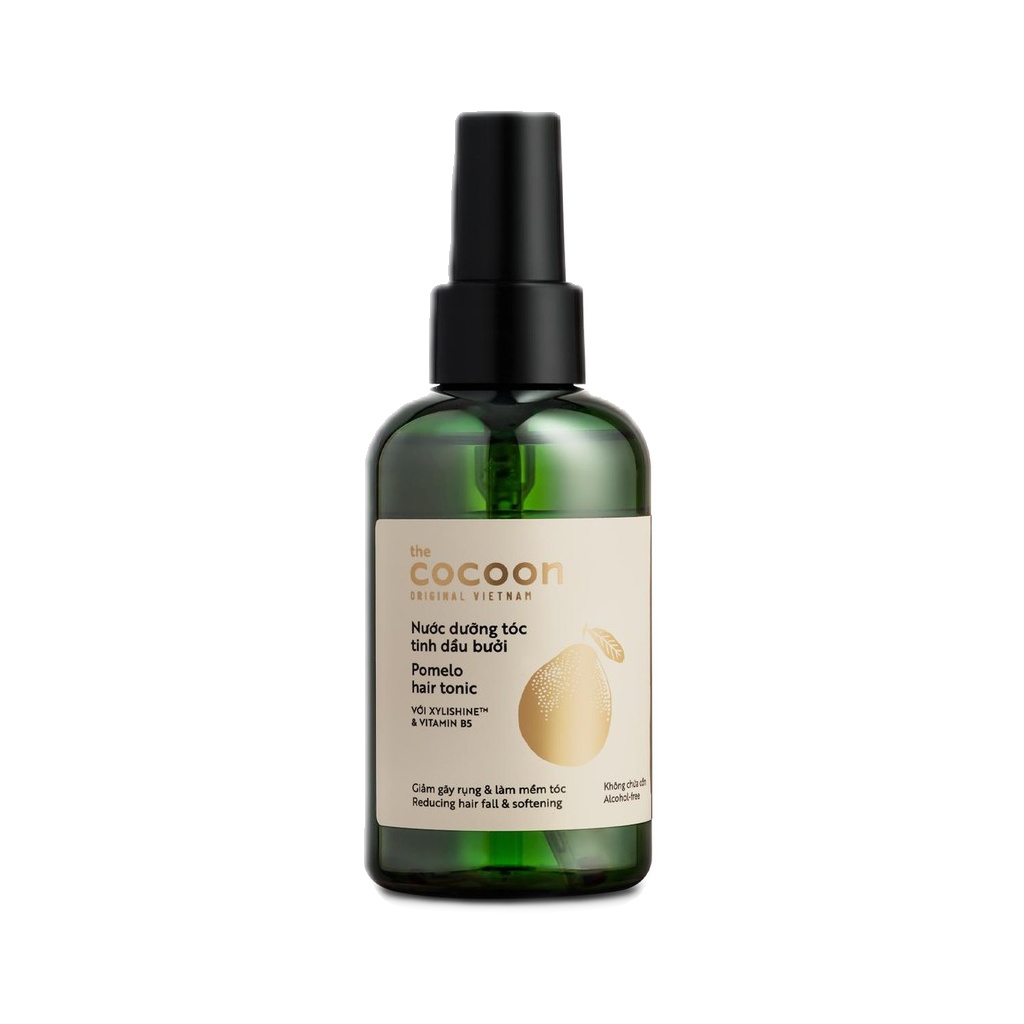 the
cocoon
ORIGINAL VIETNAM
Nước dưỡng tóc
tinh dầu bưởi
Pomelo
hair tonic
VỚI XYLISHINE™
& VITAMIN B5
Giảm gãy rụng & làm mềm tóc
Reducing hair fall & softening
Không chứa cồn
Alcohol-free